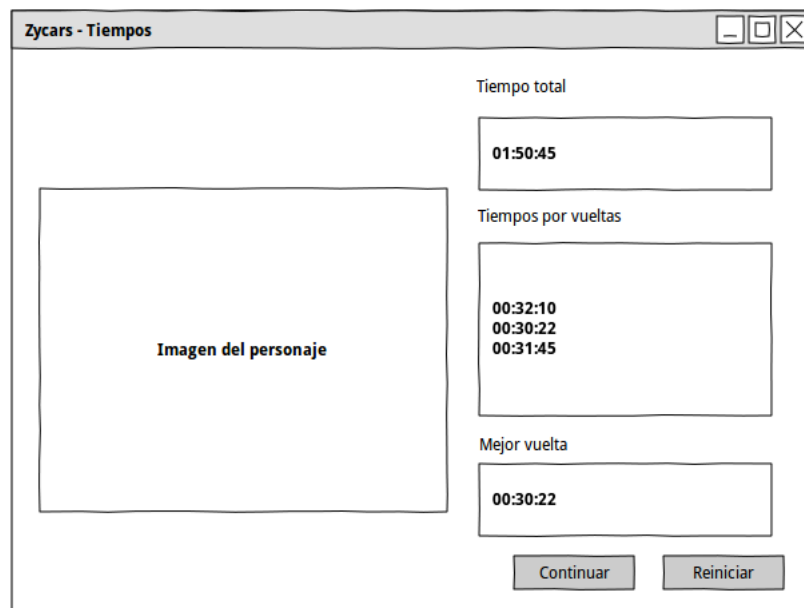 Zycars - Tiempos
Tiempo total
01:50:45
Tiempos por vueltas
00:32:10
00:30:22
00:31:45
Imagen del personaje
Mejor vuelta
00:30:22
Continuar
Reiniciar